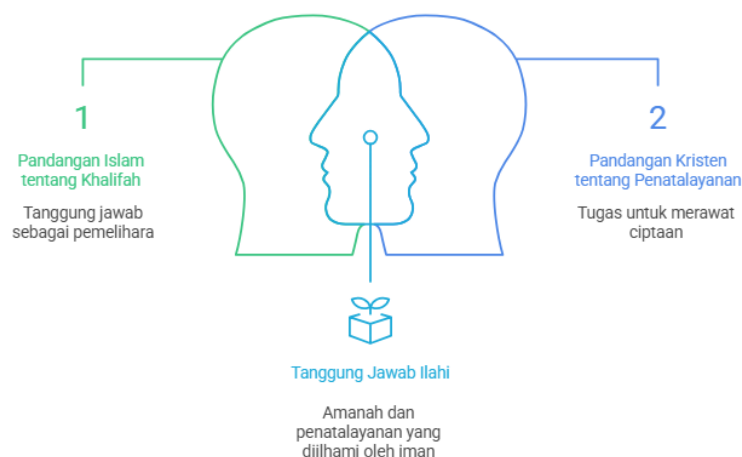 1
Pandangan Islam
tentang Khalifah
Tanggung jawab
sebagai pemelihara
2
Pandangan Kristen
tentang Penatalayanan
Tugas untuk merawat
ciptaan
Tanggung Jawab Ilahi
Amanah dan
penatalayanan yang
diilhami oleh iman